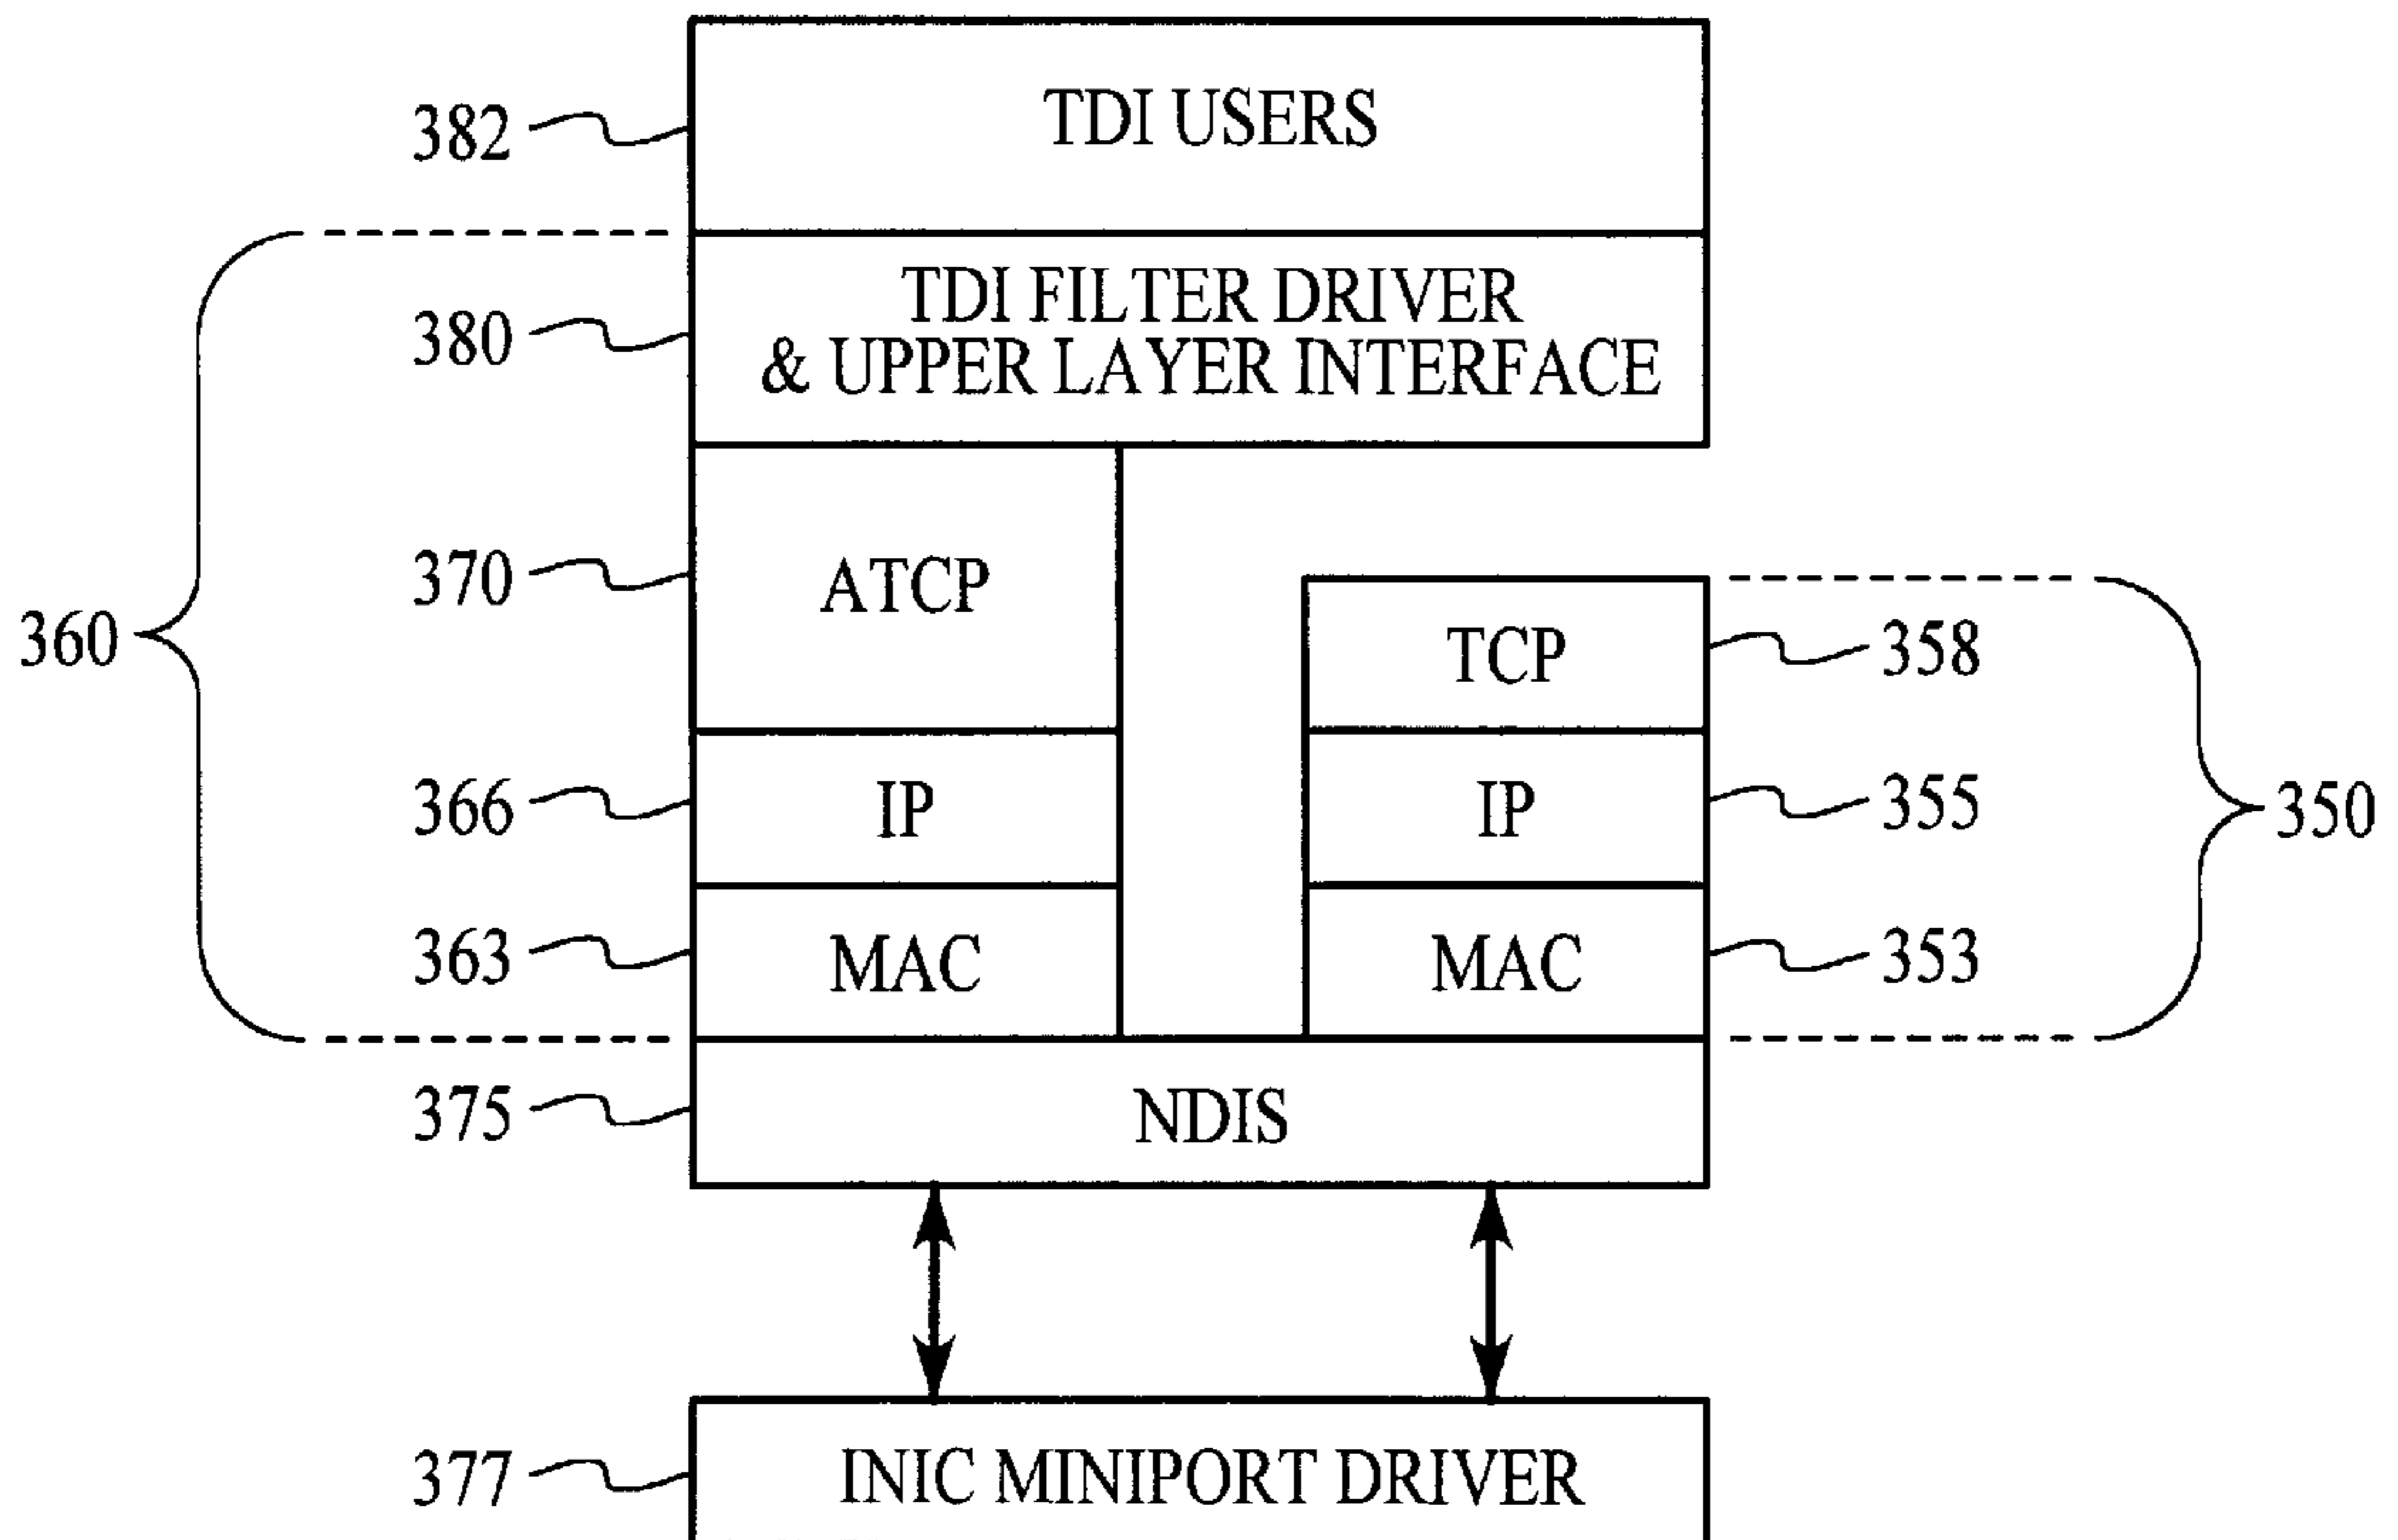 TDI USERS
382
TDI FILTER DRIVER
& UPPER LAYER INTERFACE
380
360
370
ATCP
TCP
358
366
IP
IP
355
350
363
MAC
MAC
353
375
NDIS
377
INIC MINIPORT DRIVER